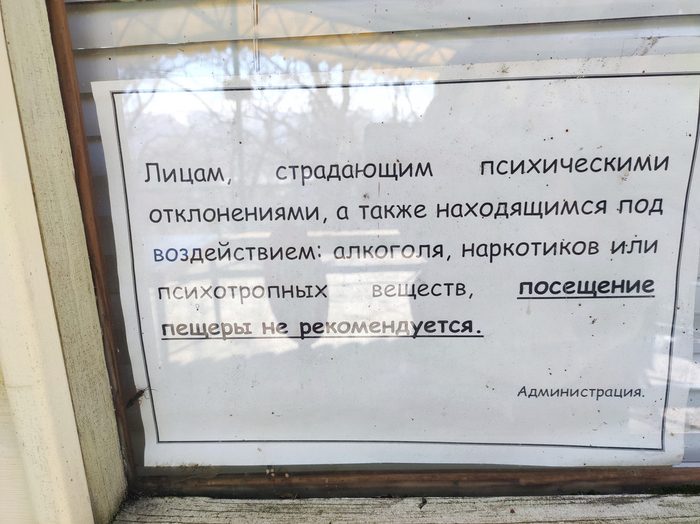 Лицам, страдающим психическими
отклонениями, а также находящимся под
воздействием: алкоголя, наркотиков или
психотропных веществ, посещение
пещеры не рекомендуется.
Администрация.